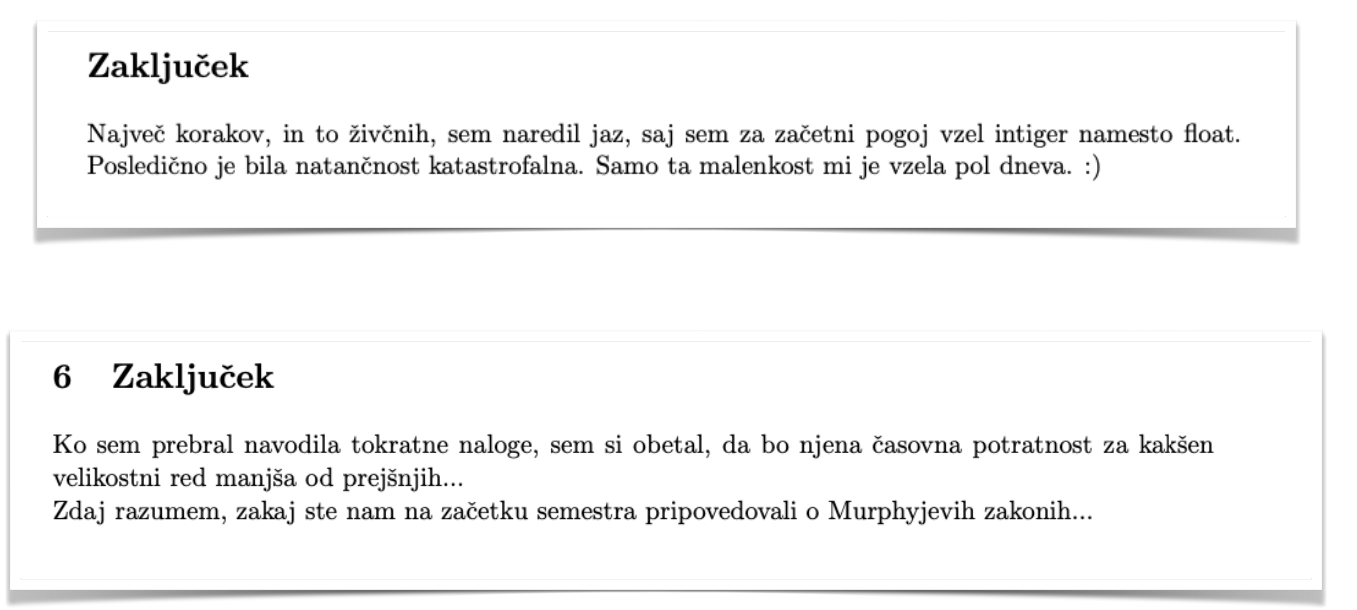 Zaključek
Največ korakov, in to živčnih, sem naredil jaz, saj sem za začetni pogoj vzel intiger namesto float.
Posledično je bila natančnost katastrofalna. Samo ta malenkost mi je vzela pol dneva. :)
6 Zaključek
Ko sem prebral navodila tokratne naloge, sem si obetal, da bo njena časovna potratnost za kakšen
velikostni red manjša od prejšnjih...
Zdaj razumem, zakaj ste nam na začetku semestra pripovedovali o Murphyjevih zakonih...